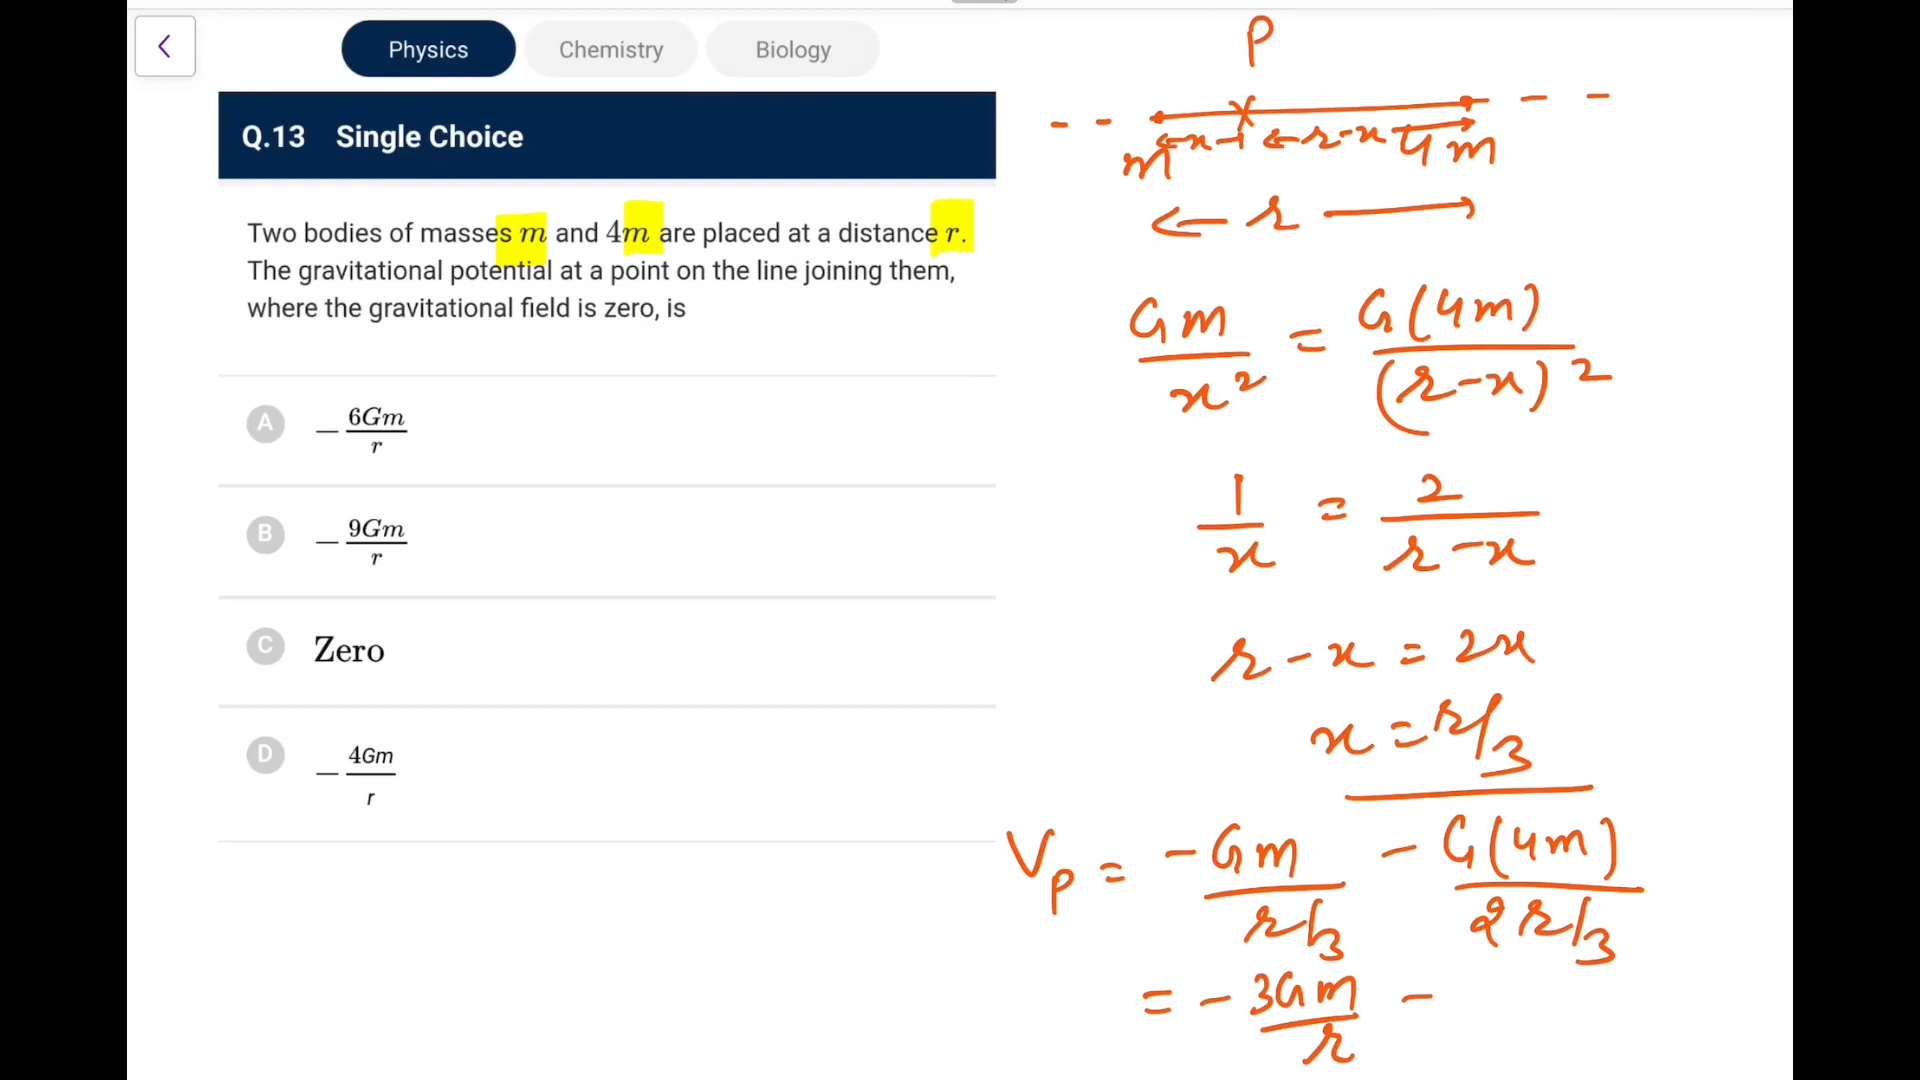 Physics Chemistry Biology
Q.13 Single Choice
Two bodies of masses m and 4m are placed at a distance r.
The gravitational potential at a point on the line joining them,
where the gravitational field is zero, is
A − 6Gm/r
B − 9Gm/r
C Zero
D − 4Gm/r
P
m ←x→ ←r-x→ 4m
← r →
Gm/x² = G(4m)/(r-x)²
1/x = 2/(r-x)
r-x = 2x
x = r/3
Vp = -Gm/(r/3) - G(4m)/(2r/3)
= -3Gm/r -